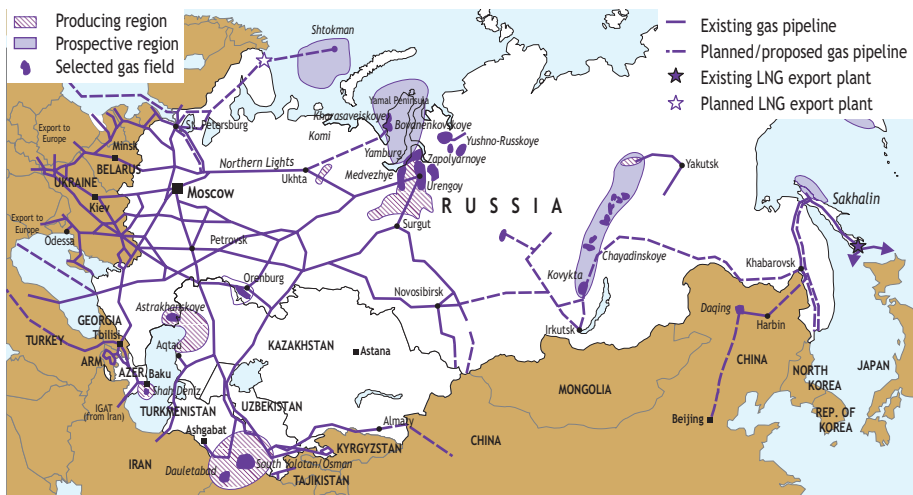 Producing region
Prospective region
Selected gas field
Existing gas pipeline
Planned/proposed gas pipeline
Existing LNG export plant
Planned LNG export plant
Shtokman
Yamal Peninsula
Kharasaveiskoye
Bovanenkovskoye
Yushno-Russkoye
Komi
Yamburg
Zapolyarnoye
Medvezhye
Urengoy
St. Petersburg
Export to
Europe
Minsk
BELARUS
Northern Lights
Ukhta
UKRAINE
Moscow
Kiev
Yakutsk
RUSSIA
Sakhalin
Export to
Europe
Odessa
Petrovsk
Surgut
Chayadinskoye
Kovykta
Khabarovsk
Orenburg
Novosibirsk
Astrakhanskoye
Daqing
Harbin
Irkutsk
GEORGIA
Tbilisi
TURKEY
ARM.
AZER.
Baku
Aqtau
KAZAKHSTAN
Astana
MONGOLIA
CHINA
NORTH
KOREA
JAPAN
Shah Deniz
IGAT
(from Iran)
TURKMENISTAN
UZBEKISTAN
Ashgabat
Almaty
KYRGYZSTAN
CHINA
Beijing
REP. OF
KOREA
IRAN
Dauletabad
South Yolotan/Osman
TAJIKISTAN